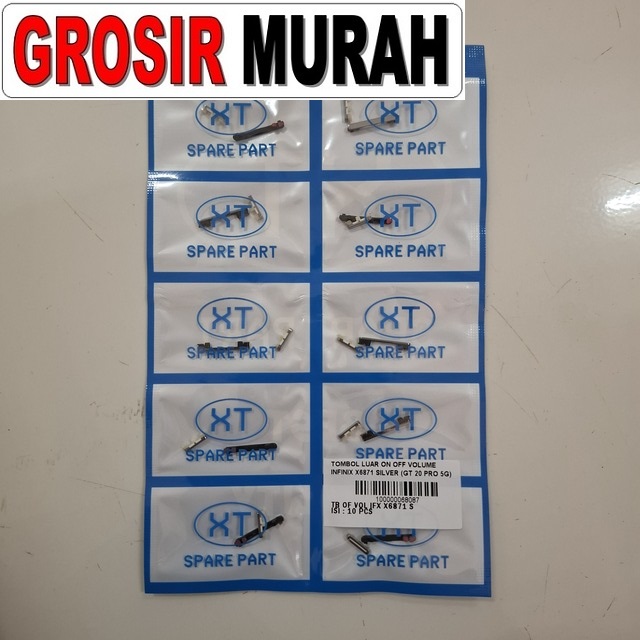 GROSIR MURAH
XT XT
SPARE PART SPARE PART
XT XT
SPARE PART SPARE PART
XT XT
SPARE PART SPARE PART
XT XT
SPARE PART SPARE PART
TOMBOL LUAR ON OFF VOLUME
INFINIX X6871 SILVER (GT 20 PRO 5G)
100000068087
TR OF VOL IFX X6871 S
ISI : 10 PCS
XT
SPARE PART SPARE PART